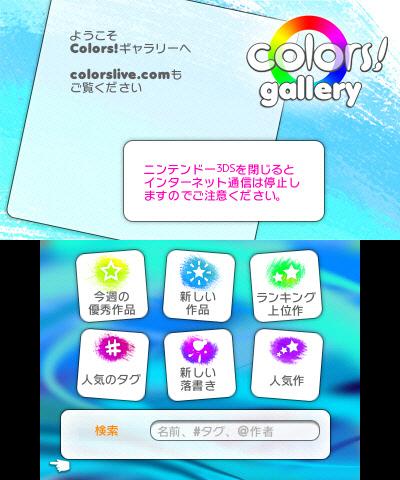 ようこそ
Colors!ギャラリーへ
colorslive.comも
ご覧ください
colors!
gallery
ニンテンドー3DSを閉じると
インターネット通信は停止し
ますのでご注意ください。
今週の
優秀作品
新しい
作品
ランキング
上位作
#
人気のタグ
新しい
落書き
人気作
検索
名前、#タグ、@作者